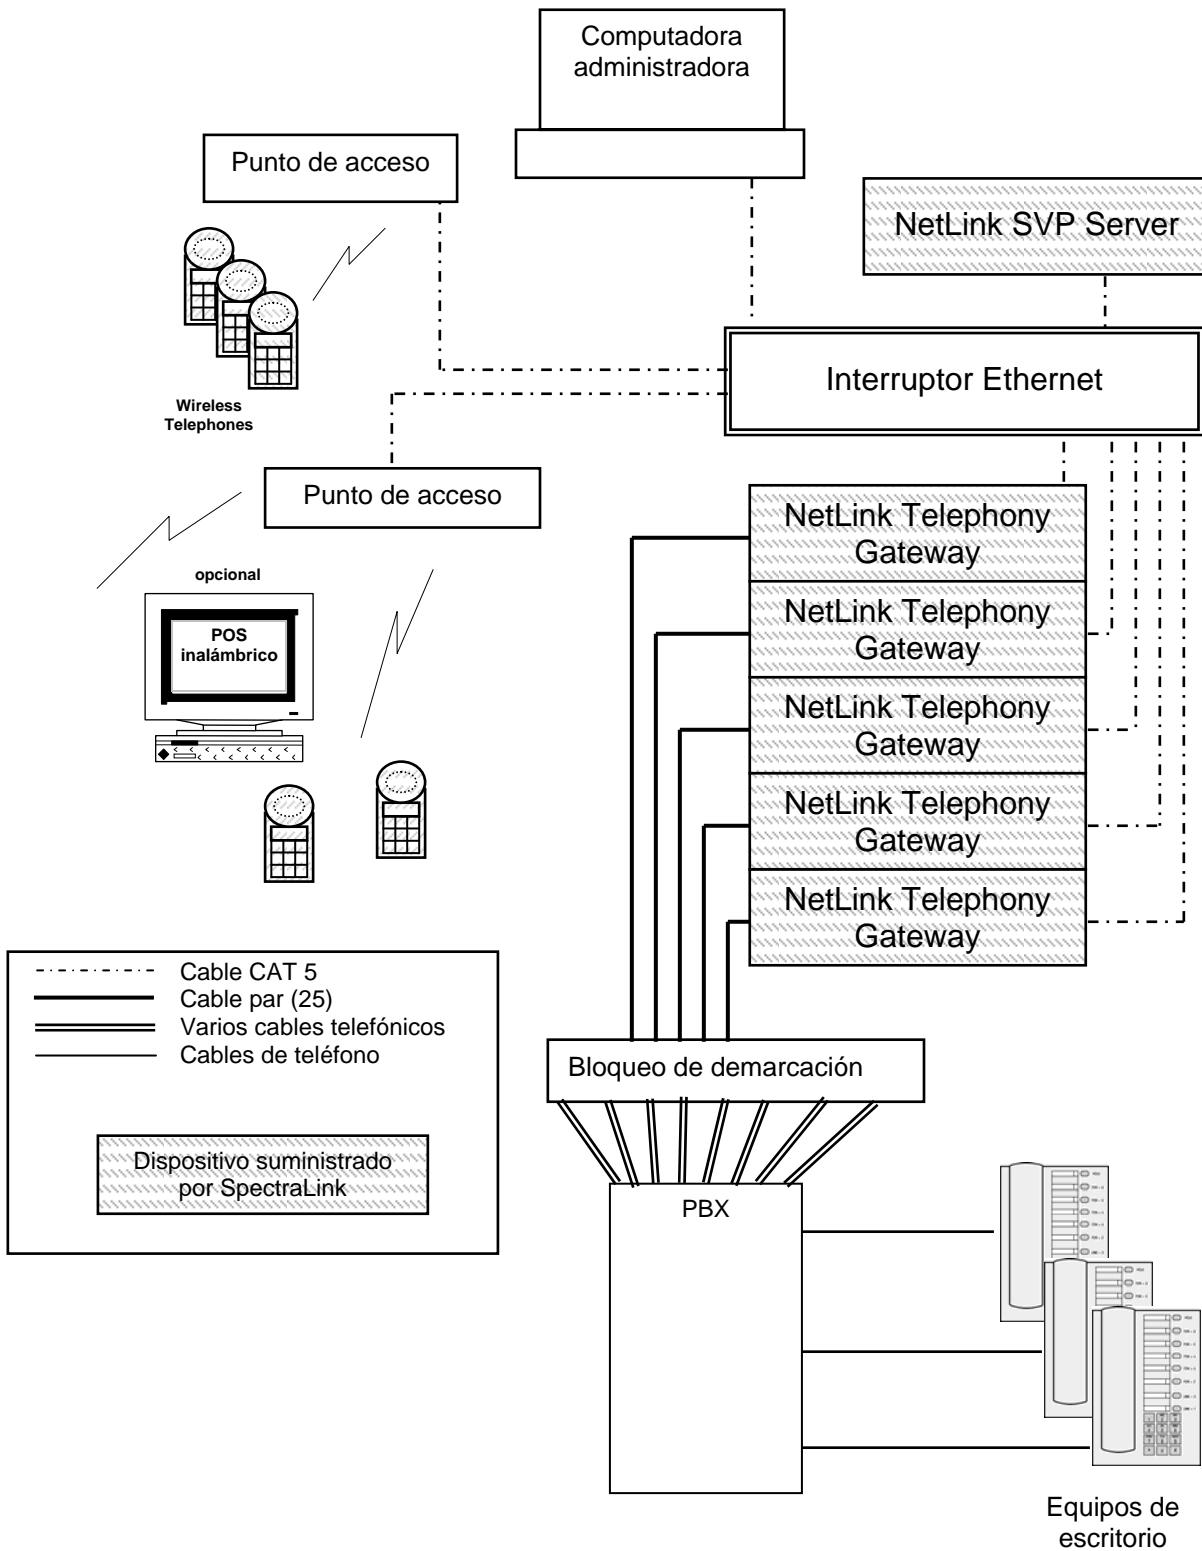 Computadora
administradora
Punto de acceso
NetLink SVP Server
Interruptor Ethernet
Wireless
Telephones
Punto de acceso
opcional
POS
inalámbrico
NetLink Telephony
Gateway
NetLink Telephony
Gateway
NetLink Telephony
Gateway
NetLink Telephony
Gateway
NetLink Telephony
Gateway
Cable CAT 5
Cable par (25)
Varios cables telefónicos
Cables de teléfono
Dispositivo suministrado
por SpectraLink
Bloqueo de demarcación
PBX
Equipos de
escritorio